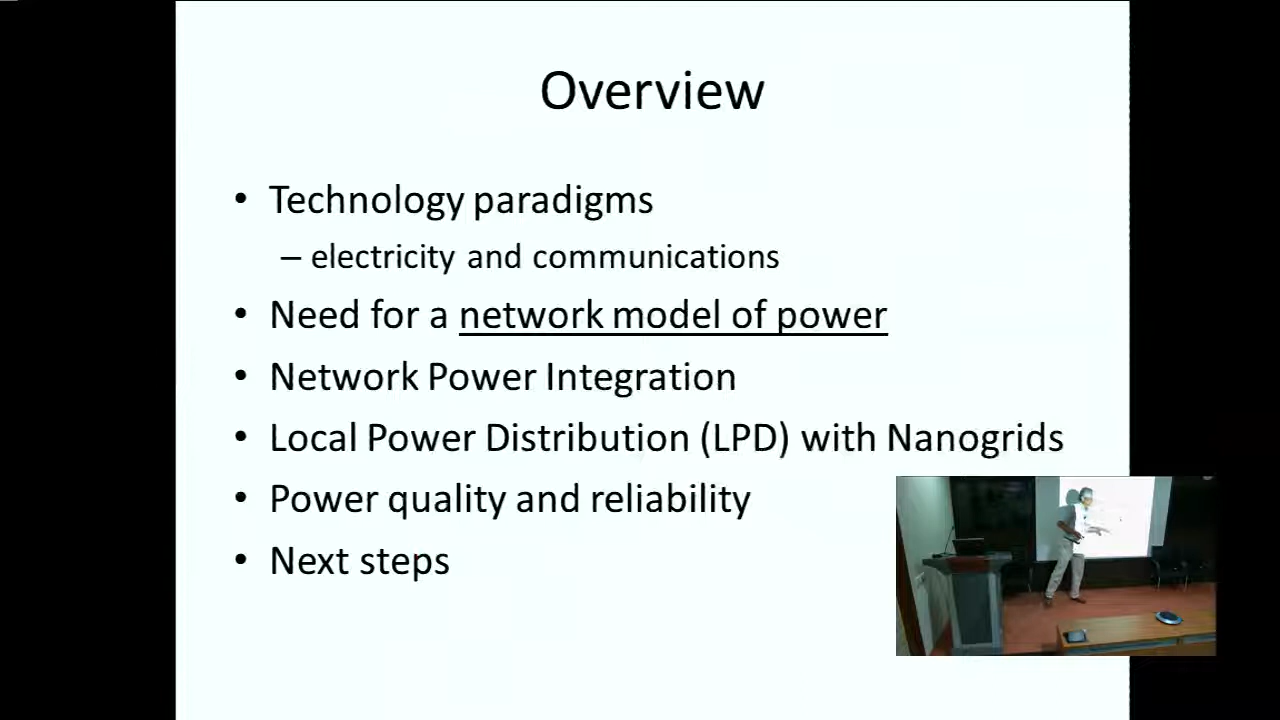 Overview
• Technology paradigms
– electricity and communications
• Need for a network model of power
• Network Power Integration
• Local Power Distribution (LPD) with Nanogrids
• Power quality and reliability
• Next steps